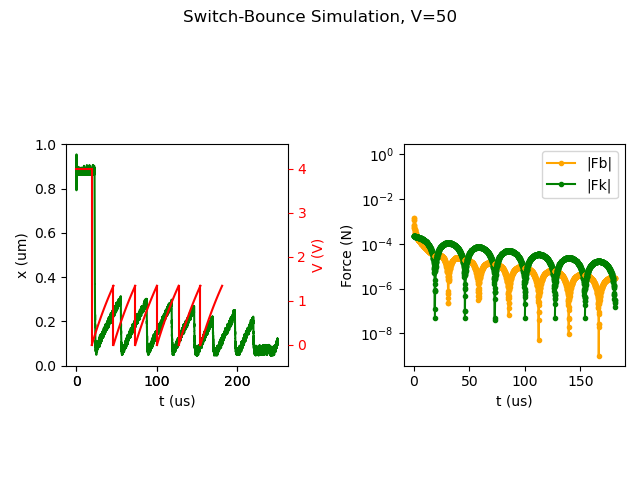 Switch-Bounce Simulation, V=50
1.0
0.8
0.6
0.4
0.2
0.0
x (um)
0 100 200
t (us)
4
3
2
1
0
V (V)
10^0
10^-2
10^-4
10^-6
10^-8
Force (N)
|Fb|
|Fk|
0 50 100 150
t (us)